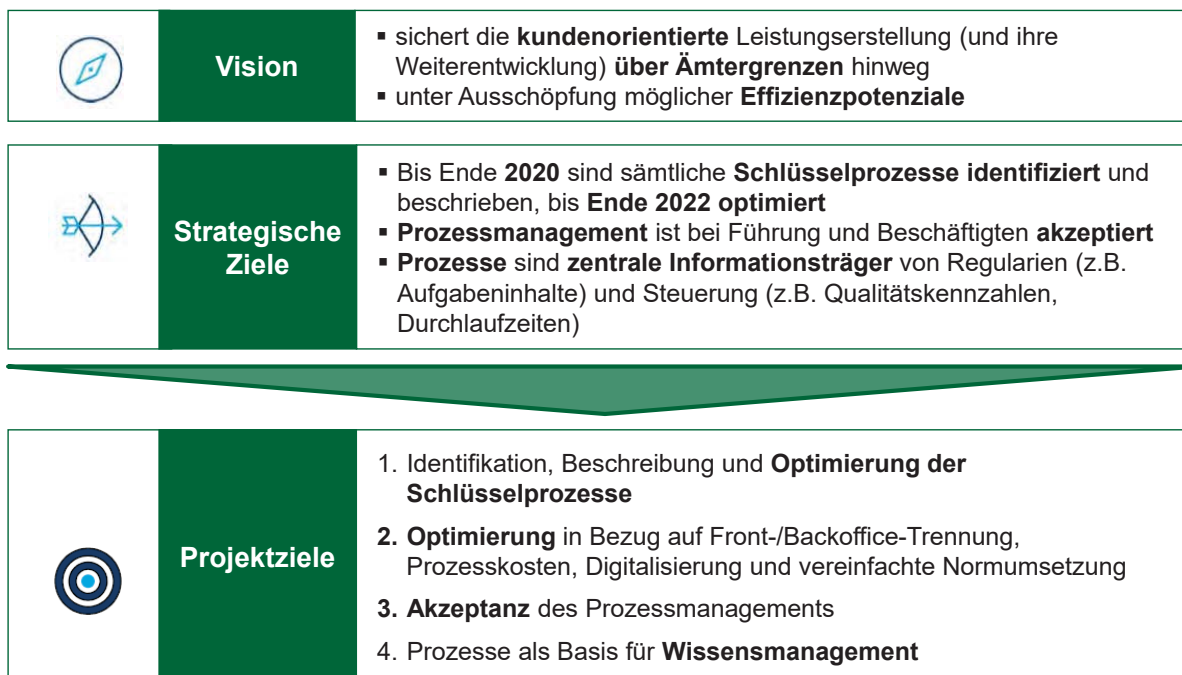 Vision
▪ sichert die kundenorientierte Leistungserstellung (und ihre
Weiterentwicklung) über Ämtergrenzen hinweg
▪ unter Ausschöpfung möglicher Effizienzpotenziale
Strategische
Ziele
▪ Bis Ende 2020 sind sämtliche Schlüsselprozesse identifiziert und
beschrieben, bis Ende 2022 optimiert
▪ Prozessmanagement ist bei Führung und Beschäftigten akzeptiert
▪ Prozesse sind zentrale Informationsträger von Regularien (z.B.
Aufgabeninhalte) und Steuerung (z.B. Qualitätskennzahlen,
Durchlaufzeiten)
Projektziele
1. Identifikation, Beschreibung und Optimierung der
Schlüsselprozesse
2. Optimierung in Bezug auf Front-/Backoffice-Trennung,
Prozesskosten, Digitalisierung und vereinfachte Normumsetzung
3. Akzeptanz des Prozessmanagements
4. Prozesse als Basis für Wissensmanagement